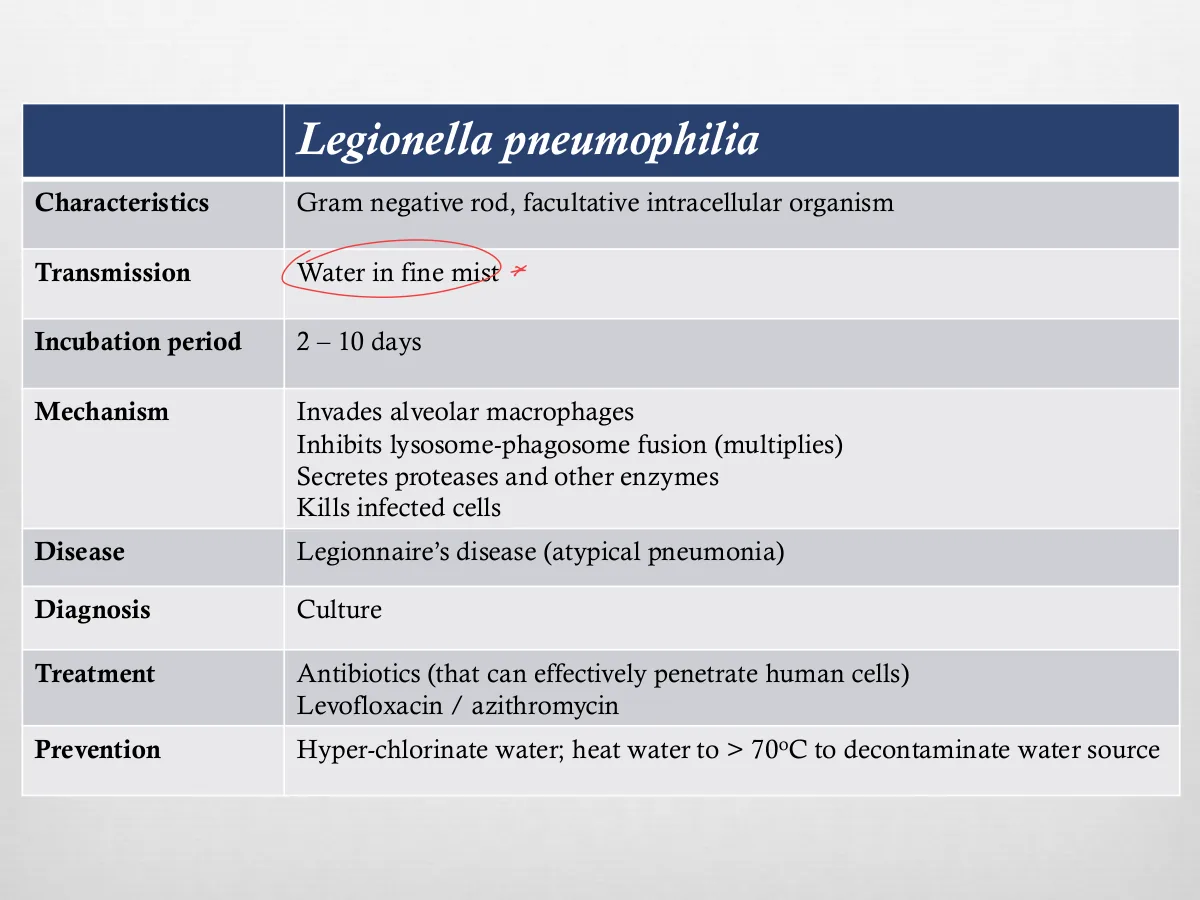 Legionella pneumophilia
Characteristics
Gram negative rod, facultative intracellular organism
Transmission
Water in fine mist
Incubation period
2 – 10 days
Mechanism
Invades alveolar macrophages
Inhibits lysosome-phagosome fusion (multiplies)
Secretes proteases and other enzymes
Kills infected cells
Disease
Legionnaire’s disease (atypical pneumonia)
Diagnosis
Culture
Treatment
Antibiotics (that can effectively penetrate human cells)
Levofloxacin / azithromycin
Prevention
Hyper-chlorinate water; heat water to > 70ºC to decontaminate water source